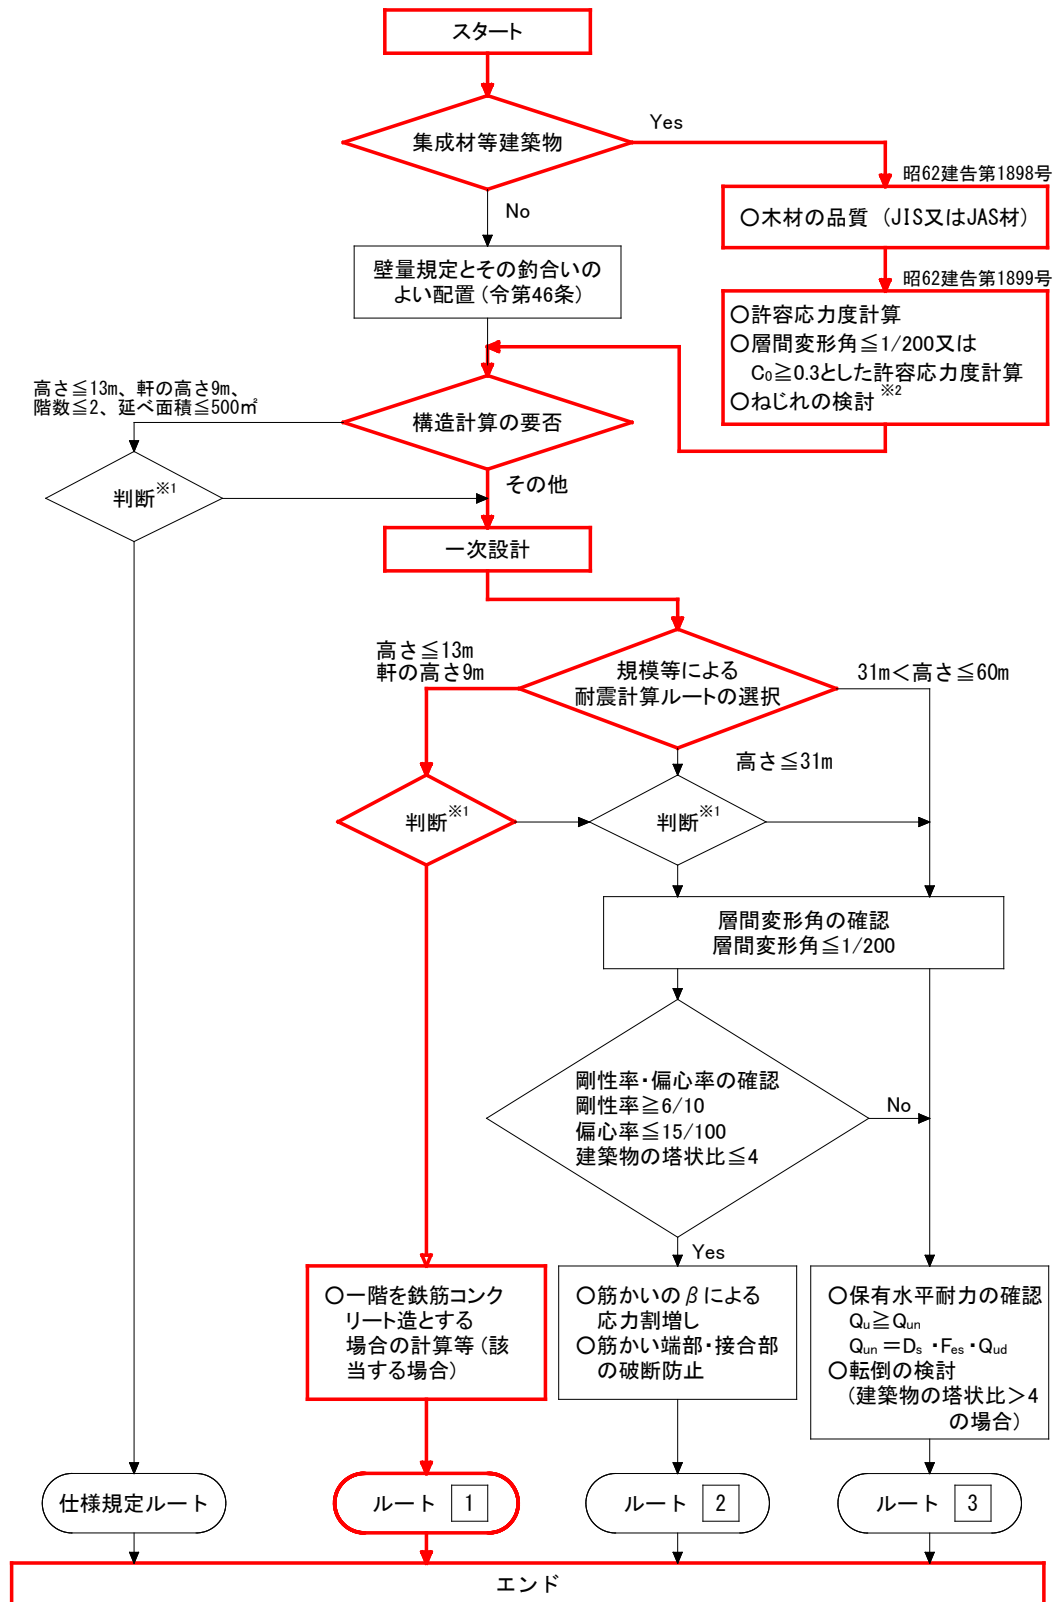 スタート
集成材等建築物
Yes
昭62建告第1898号
〇木材の品質 (JIS又はJAS材)
No
壁量規定とその釣合いの
よい配置(令第46条)
昭62建告第1899号
〇許容応力度計算
〇層間変形角≦1/200又は
C₀≧0.3とした許容応力度計算
〇ねじれの検討※2
高さ≦13m、軒の高さ9m、
階数≦2、延べ面積≦500㎡
構造計算の要否
判断※1
その他
一次設計
高さ≦13m
軒の高さ9m
規模等による
耐震計算ルートの選択
31m<高さ≦60m
高さ≦31m
判断※1
判断※1
層間変形角の確認
層間変形角≦1/200
剛性率・偏心率の確認
剛性率≧6/10
偏心率≦15/100
建築物の塔状比≦4
No
Yes
〇一階を鉄筋コンク
リート造とする
場合の計算等(該
当する場合)
〇筋かいのβによる
応力割増し
〇筋かい端部・接合部
の破断防止
〇保有水平耐力の確認
Qu≧Qun
Qun=Ds・Fes・Qud
〇転倒の検討
(建築物の塔状比>4
の場合)
仕様規定ルート
ルート 1
ルート 2
ルート 3
エンド